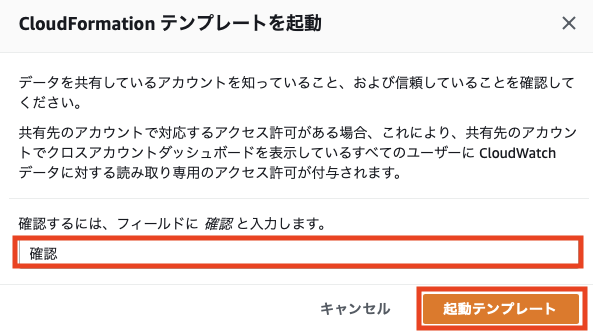 CloudFormation テンプレートを起動
データを共有しているアカウントを知っていること、および信頼していることを確認して
ください。
共有先のアカウントで対応するアクセス許可がある場合、これにより、共有先のアカウン
トでクロスアカウントダッシュボードを表示しているすべてのユーザーに CloudWatch
データに対する読み取り専用のアクセス許可が付与されます。
確認するには、フィールドに 確認 と入力します。
確認
キャンセル
起動テンプレート